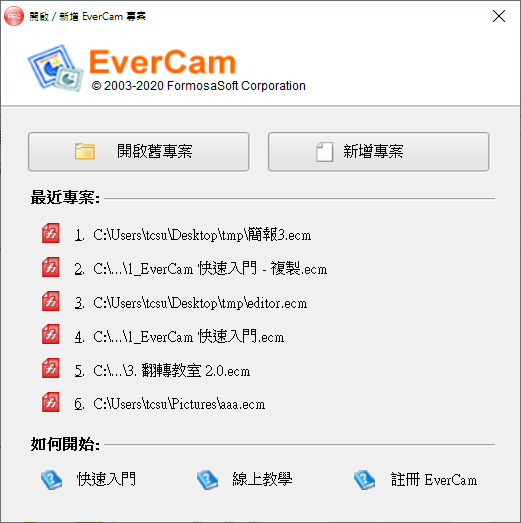 REC 開啟 / 新增 EverCam 專案
EverCam
© 2003-2020 FormosaSoft Corporation
開啟舊專案 新增專案
最近專案:
1. C:\Users\tcsu\Desktop\tmp\簡報3.ecm
2. C:\...\1_EverCam 快速入門 - 複製.ecm
3. C:\Users\tcsu\Desktop\tmp\editor.ecm
4. C:\...\1_EverCam 快速入門.ecm
5. C:\...\3. 翻轉教室 2.0.ecm
6. C:\Users\tcsu\Pictures\aaa.ecm
如何開始:
快速入門 線上教學 註冊 EverCam